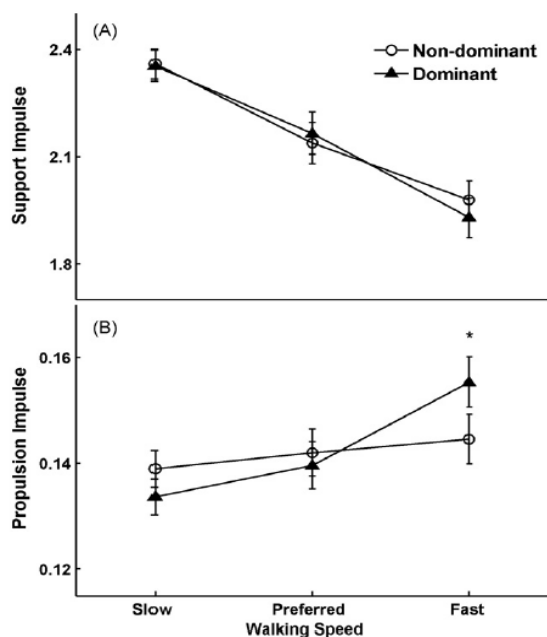 (A)
Non-dominant
Dominant
2.4
2.1
1.8
Support Impulse
(B)
*
0.16
0.14
0.12
Propulsion Impulse
Slow Preferred Fast
Walking Speed